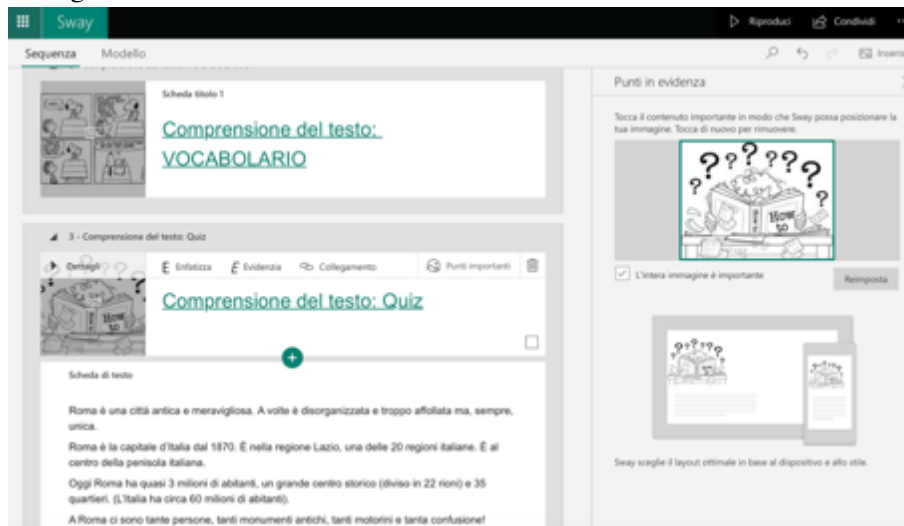 Sway
Riproduci
Condividi
Sequenza
Modello
Punti in evidenza
Tocca il contenuto importante in modo che Sway possa posizionare la
tua immagine. Tocca di nuovo per rimuovere.
Scheda titolo 1
Comprensione del testo:
VOCABOLARIO
HOW
TO
L'intera immagine è importante
Reimposta
3 - Comprensione del testo: Quiz
Dettagli
Enfatizza
Evidenzia
Collegamento
Punti importanti
Comprensione del testo: Quiz
Scheda di testo
Roma è una città antica e meravigliosa. A volte è disorganizzata e troppo affollata ma, sempre,
unica.
Roma è la capitale d'Italia dal 1870. É nella regione Lazio, una delle 20 regioni italiane. É al
centro della penisola italiana.
Oggi Roma ha quasi 3 milioni di abitanti, un grande centro storico (diviso in 22 rioni) e 35
quartieri. (L'Italia ha circa 60 milioni di abitanti).
A Roma ci sono tante persone, tanti monumenti antichi, tanti motorini e tanta confusione!
Sway sceglie il layout ottimale in base al dispositivo e allo stile.